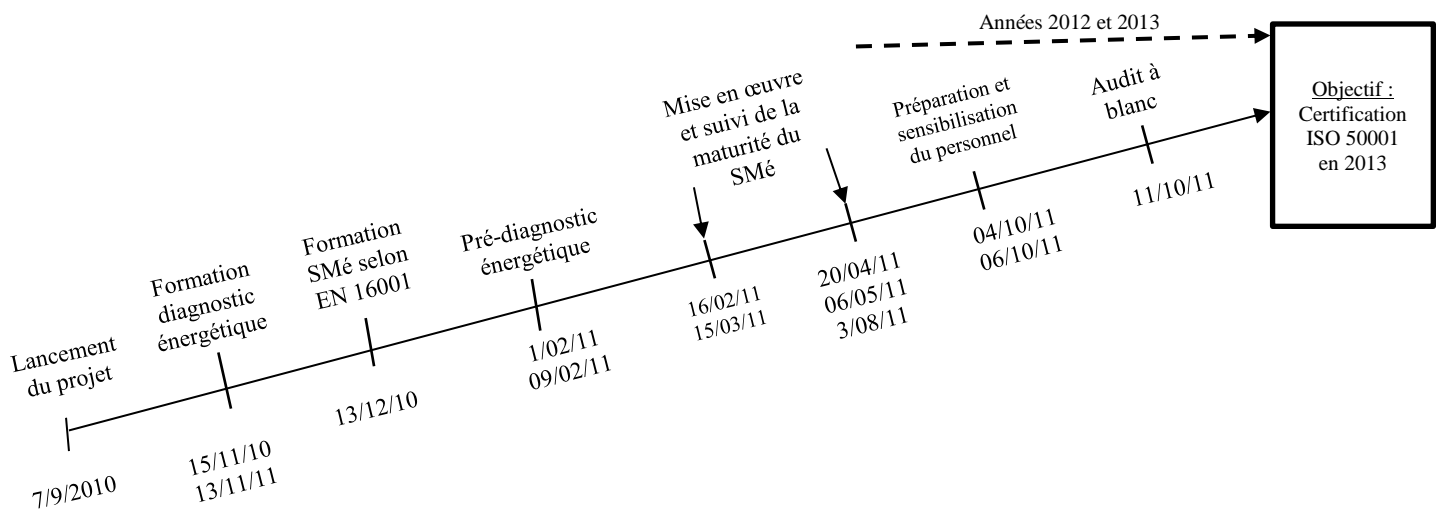 Années 2012 et 2013
Objectif :
Certification
ISO 50001
en 2013
Lancement
du projet
7/9/2010
Formation
diagnostic
énergétique
15/11/10
13/11/11
Formation
SMé selon
EN 16001
13/12/10
Pré-diagnostic
énergétique
1/02/11
09/02/11
Mise en œuvre
et suivi de la
maturité du
SMé
16/02/11
15/03/11
20/04/11
06/05/11
3/08/11
Préparation et
sensibilisation
du personnel
04/10/11
06/10/11
Audit à
blanc
11/10/11